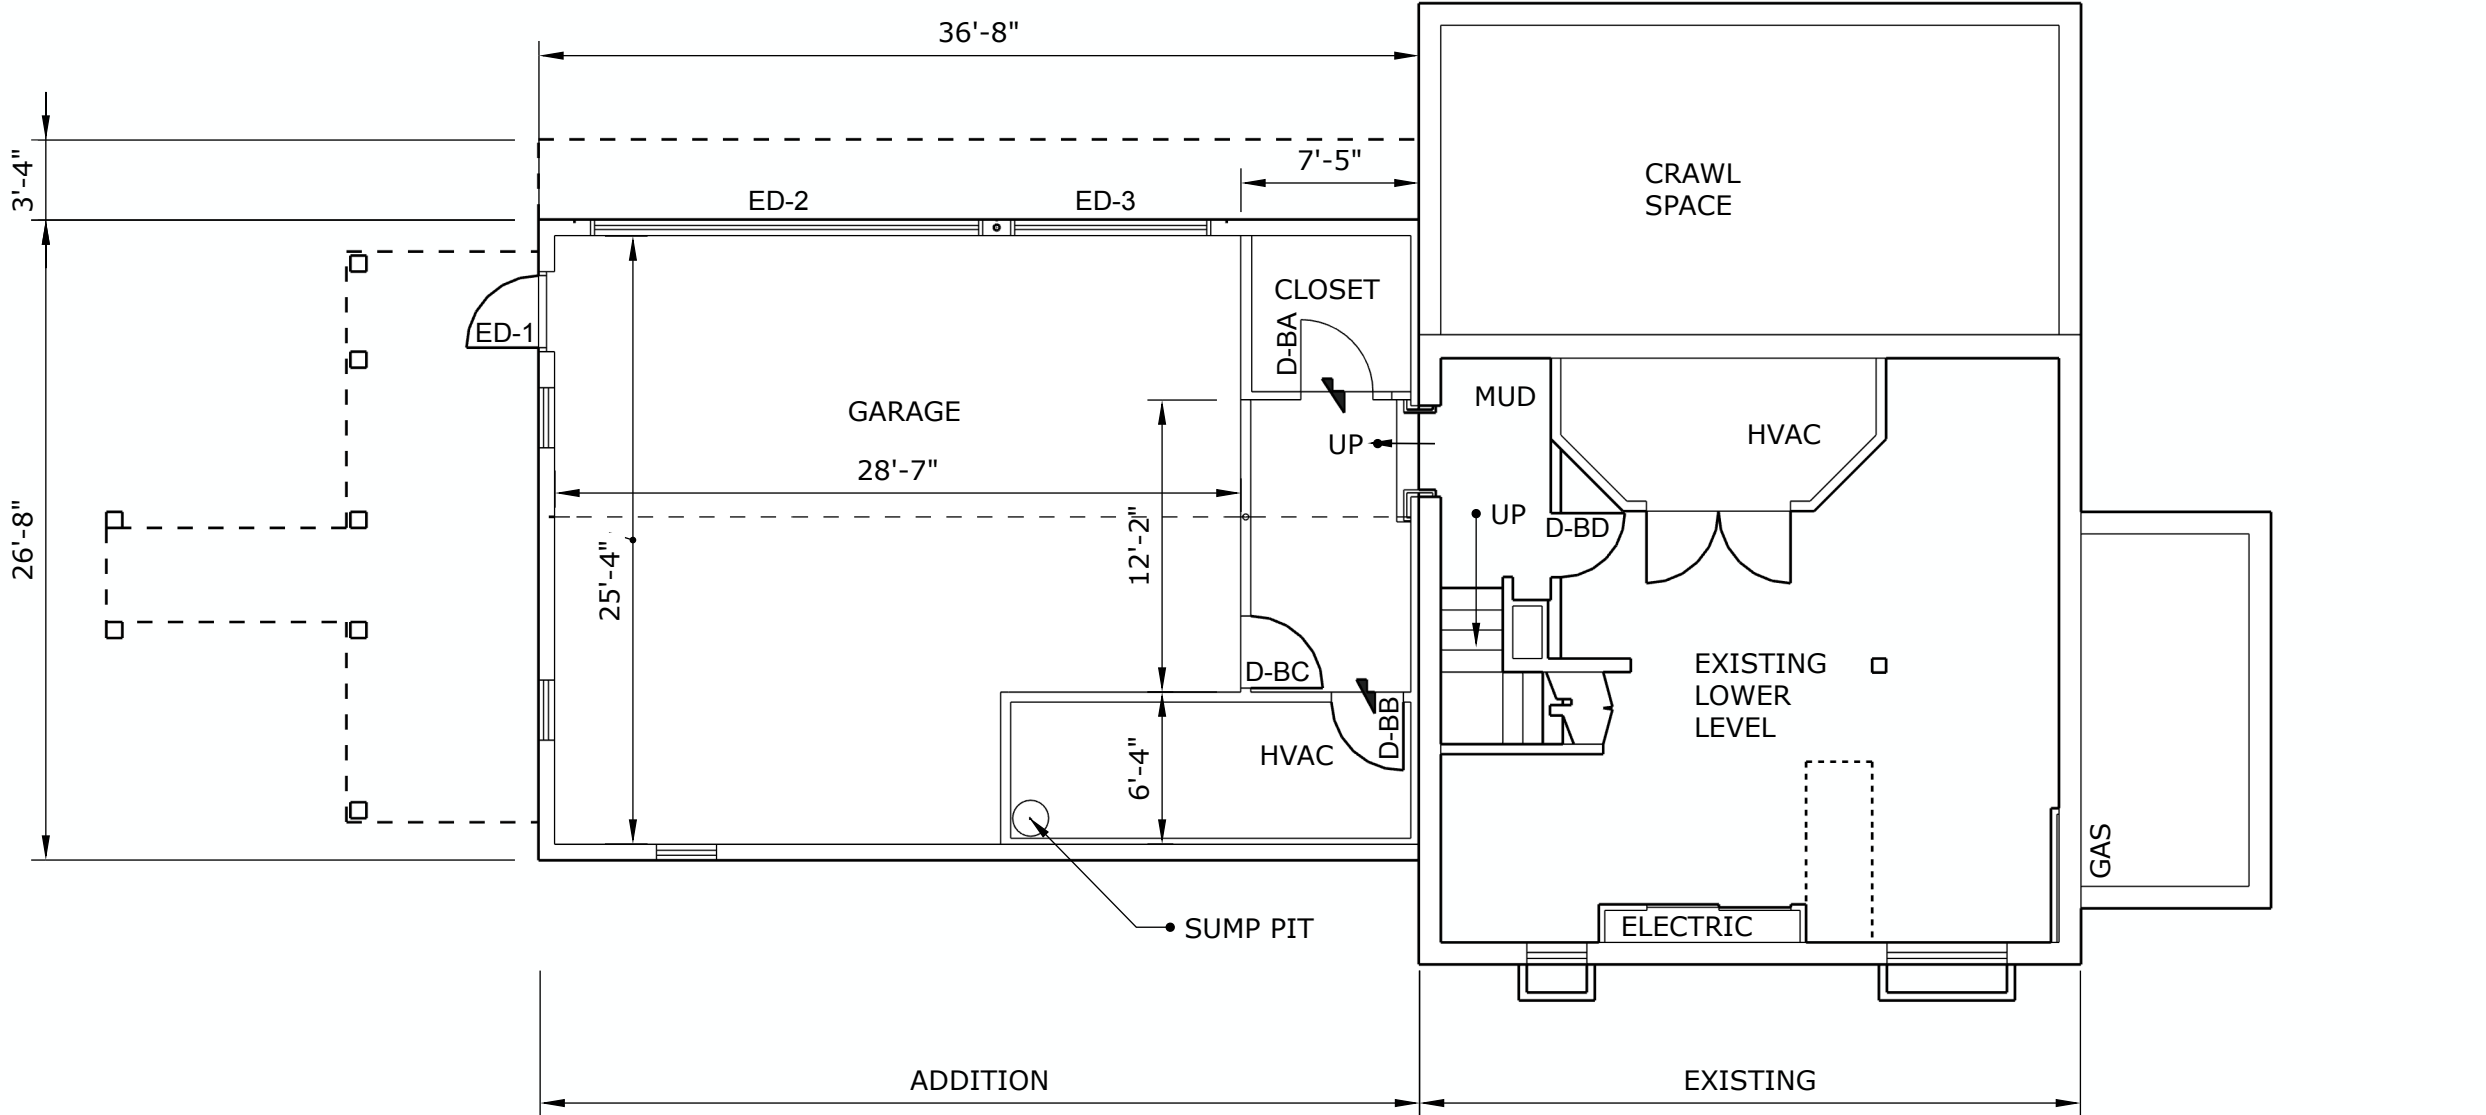 36'-8"
3'-4"
7'-5"
ED-2
ED-3
CRAWL
SPACE
CLOSET
ED-1
D-BA
MUD
GARAGE
HVAC
UP
28'-7"
UP
D-BD
26'-8"
25'-4"
12'-2"
D-BC
EXISTING
LOWER
LEVEL
D-BB
HVAC
6'-4"
GAS
SUMP PIT
ELECTRIC
ADDITION
EXISTING